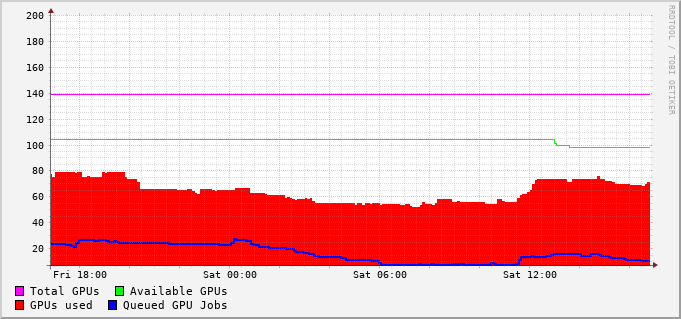 200
180
160
140
120
100
80
60
40
20
Fri 18:00 Sat 00:00 Sat 06:00 Sat 12:00
Total GPUs Available GPUs
GPUs used Queued GPU Jobs
RRDTOOL / TOBI OETIKER